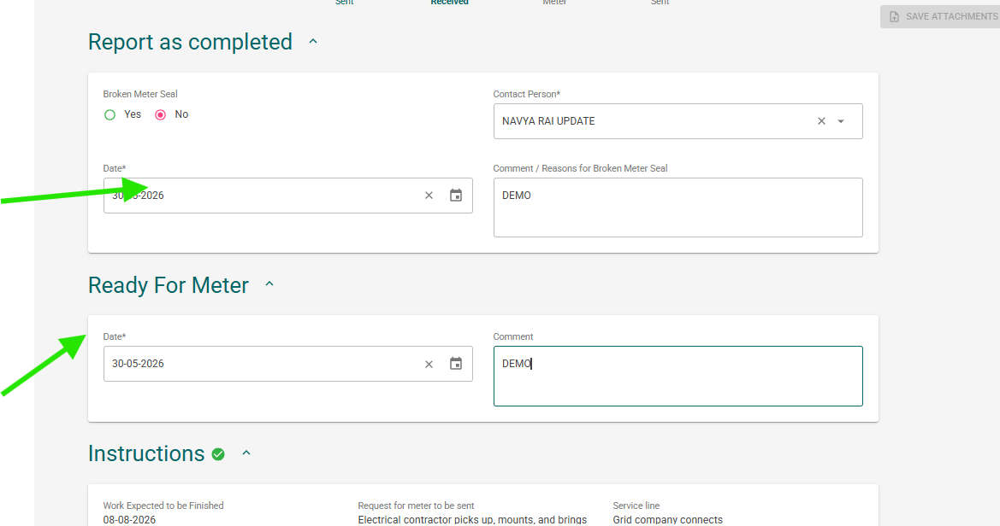 Sent Received Meter Sent
SAVE ATTACHMENTS
Report as completed
Broken Meter Seal
Contact Person*
Yes No
NAVYA RAI UPDATE
Date*
Comment / Reasons for Broken Meter Seal
-2026
DEMO
Ready For Meter
Date*
Comment
30-05-2026
DEMO
Instructions
Work Expected to be Finished
Request for meter to be sent
Service line
08-08-2026
Electrical contractor picks up, mounts, and brings
Grid company connects